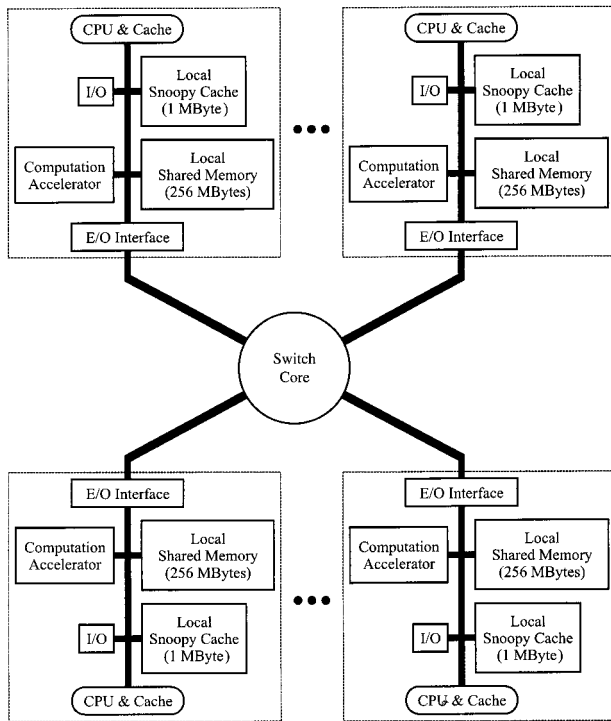 CPU & Cache
I/O
Local
Snoopy Cache
(1 MByte)
Computation
Accelerator
Local
Shared Memory
(256 MBytes)
E/O Interface
CPU & Cache
I/O
Local
Snoopy Cache
(1 MByte)
Computation
Accelerator
Local
Shared Memory
(256 MBytes)
E/O Interface
Switch
Core
E/O Interface
Computation
Accelerator
Local
Shared Memory
(256 MBytes)
I/O
Local
Snoopy Cache
(1 MByte)
CPU & Cache
E/O Interface
Computation
Accelerator
Local
Shared Memory
(256 MBytes)
I/O
Local
Snoopy Cache
(1 MByte)
CPU & Cache